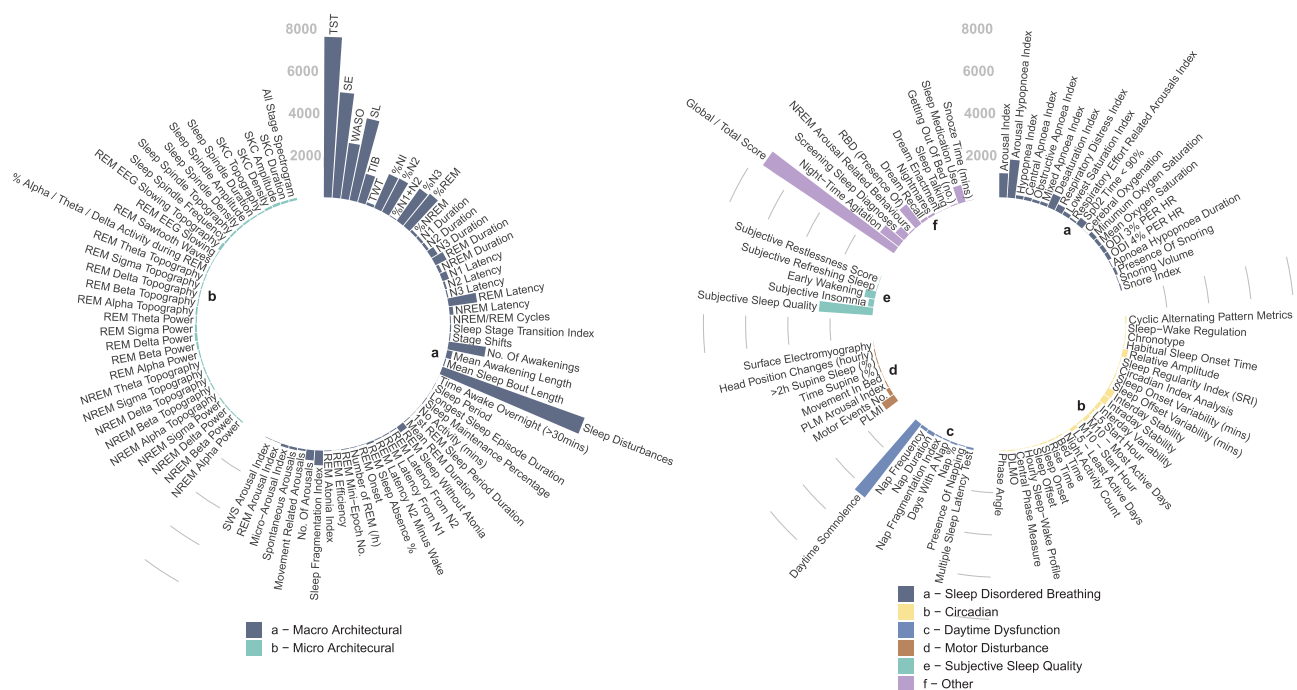 8000
6000
4000
2000
TST
SE
WASO
SL
TIB
TWT
%NI
%N2
%N1+N2
%N3
%REM
%NREM
N1 Duration
N2 Duration
N3 Duration
REM Duration
NREM Duration
N1 Latency
N2 Latency
N3 Latency
REM Latency
NREM Latency
NREM/REM Cycles
Sleep Stage Transition Index
Stage Shifts
No. Of Awakenings
Mean Awakening Length
Mean Sleep Bout Length
Sleep Disturbances
Time Awake Overnight (>30mins)
Sleep Period
Longest Sleep Episode Duration
Sleep Maintenance Percentage
No Activity (mins)
1st REM Duration
Mean Sleep Period Duration
REM Sleep Without Atonia
REM Latency From N1
REM Latency From N2
REM Latency N2 Minus Wake
REM Sleep Absence %
REM Onset
Number of REM (/h)
REM Mini−Epoch No.
REM Efficiency
REM Atonia Index
Sleep Fragmentation Index
No. Of Arousals
Movement Related Arousals
Spontaneous Arousals
Micro−Arousal Index
REM Arousal Index
SWS Arousal Index
NREM Alpha Power
NREM Beta Power
NREM Delta Power
NREM Sigma Power
NREM Alpha Topography
NREM Beta Topography
NREM Delta Topography
NREM Sigma Topography
NREM Theta Topography
REM Alpha Power
REM Beta Power
REM Delta Power
REM Sigma Power
REM Theta Power
REM Alpha Topography
REM Beta Topography
REM Delta Topography
REM Sigma Topography
REM Theta Topography
% Alpha / Theta / Delta Activity during REM
REM Sawtooth Waves
REM EEG Slowing
REM EEG Slowing Topography
Sleep Spindle Frequency
Sleep Spindle Topography
Sleep Spindle Density
Sleep Spindle Amplitude
Sleep Spindle Duration
SKC Topography
SKC Density
SKC Amplitude
SKC Duration
All Stage Spectrogram
a
b
a − Macro Architectural
b − Micro Architecural
8000
6000
4000
2000
Arousal Index
Arousal Hypopnoea Index
Hypopnea Index
Central Apnoea Index
Obstructive Apnoea Index
Mixed Apnoea Index
Desaturation Index
Respiratory Distress Index
Lowest Saturation Index
Respiratory Effort Related Arousals Index
SpO2 Time < 90%
Cerebral Oxygenation
Minimum Oxygen Saturation
Mean Oxygen Saturation
ODI 3% PER HR
ODI 4% PER HR
Apnoea Hypopnoea Duration
Presence Of Snoring
Snoring Volume
Snore Index
Cyclic Alternating Pattern Metrics
Sleep−Wake Regulation
Chronotype
Habitual Sleep Onset Time
Relative Amplitude
Sleep Regularity Index (SRI)
Circadian Index Analysis
Sleep Onset Variability (mins)
Sleep Offset Variability (mins)
Interday Stability
Intraday Stability
Interday Variability
M10 − Most Active Days
L5 − Start Hour
L5 − Least Active Days
Night Activity Count
Rise Time
Sleep Onset
Sleep Offset
Hourly Sleep−Wake Profile
Central Phase Measure
DLMO
Phase Angle
Multiple Sleep Latency Test
Presence Of Napping
Nap %
Days With A Nap
Nap Fragmentation Index
Nap Duration
Nap Frequency
Daytime Somnolence
PLMI
Motor Events No.
PLM Arousal Index
Movement In Bed
Time Supine (%)
>2h Supine Sleep %
Head Position Changes (hourly)
Surface Electromyography
Subjective Sleep Quality
Subjective Insomnia
Early Wakening
Subjective Refreshing Sleep
Subjective Restlessness Score
Global / Total Score
Night−Time Agitation
Screening Sleep Diagnoses
NREM Arousal Related Behaviours
RBD (Presence Of)
Dream Recall
Nightmares
Dream Enactment
Sleep Talking
Getting Out Of Bed (no.)
Sleep Medication Use
Snooze Time (mins)
a
b
c
d
e
f
a − Sleep Disordered Breathing
b − Circadian
c − Daytime Dysfunction
d − Motor Disturbance
e − Subjective Sleep Quality
f − Other